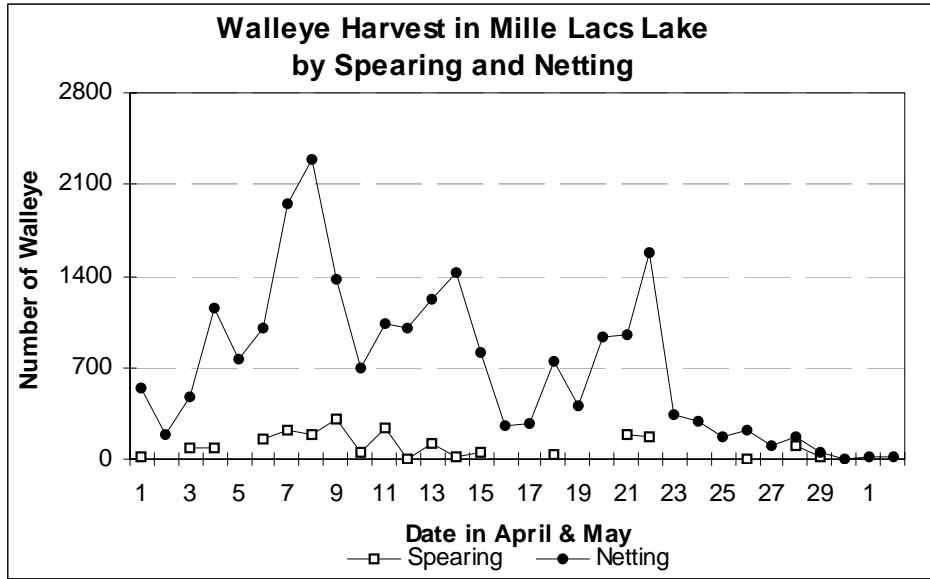 Walleye Harvest in Mille Lacs Lake
by Spearing and Netting
2800
2100
1400
700
0
Number of Walleye
1 3 5 7 9 11 13 15 17 19 21 23 25 27 29 1
Date in April & May
Spearing Netting